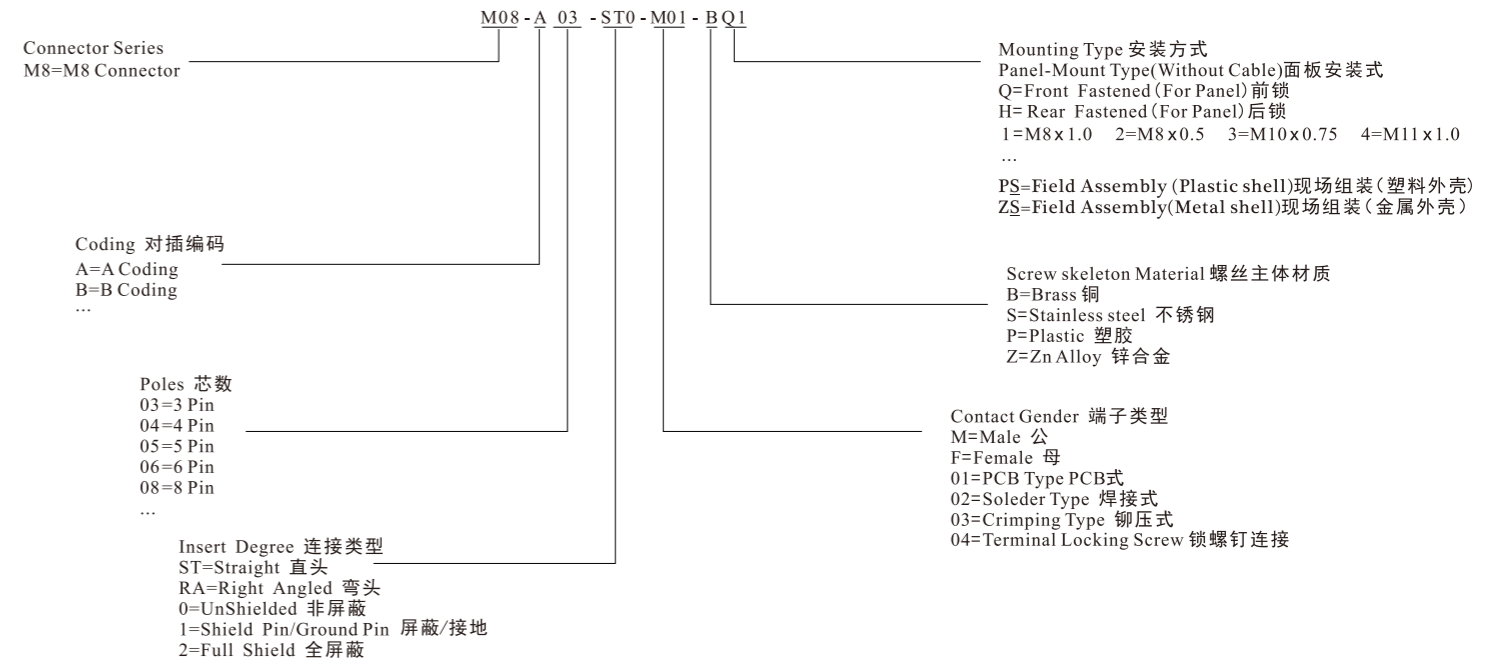 M08-A 03 -ST0-M01-BQ1
Connector Series
M8=M8 Connector
Mounting Type 安装方式
Panel-Mount Type(Without Cable)面板安装式
Q=Front Fastened(For Panel)前锁
H= Rear Fastened(For Panel)后锁
1=M8x1.0 2=M8x0.5 3=M10x0.75 4=M11x1.0
...
PS=Field Assembly (Plastic shell)现场组装(塑料外壳)
ZS=Field Assembly(Metal shell)现场组装(金属外壳)
Coding 对插编码
A=A Coding
B=B Coding
...
Screw skeleton Material 螺丝主体材质
B=Brass 铜
S=Stainless steel 不锈钢
P=Plastic 塑胶
Z=Zn Alloy 锌合金
Poles 芯数
03=3 Pin
04=4 Pin
05=5 Pin
06=6 Pin
08=8 Pin
...
Contact Gender 端子类型
M=Male 公
F=Female 母
01=PCB Type PCB式
02=Soleder Type 焊接式
03=Crimping Type 铆压式
04=Terminal Locking Screw 锁螺钉连接
Insert Degree 连接类型
ST=Straight 直头
RA=Right Angled 弯头
0=UnShielded 非屏蔽
1=Shield Pin/Ground Pin 屏蔽/接地
2=Full Shield 全屏蔽